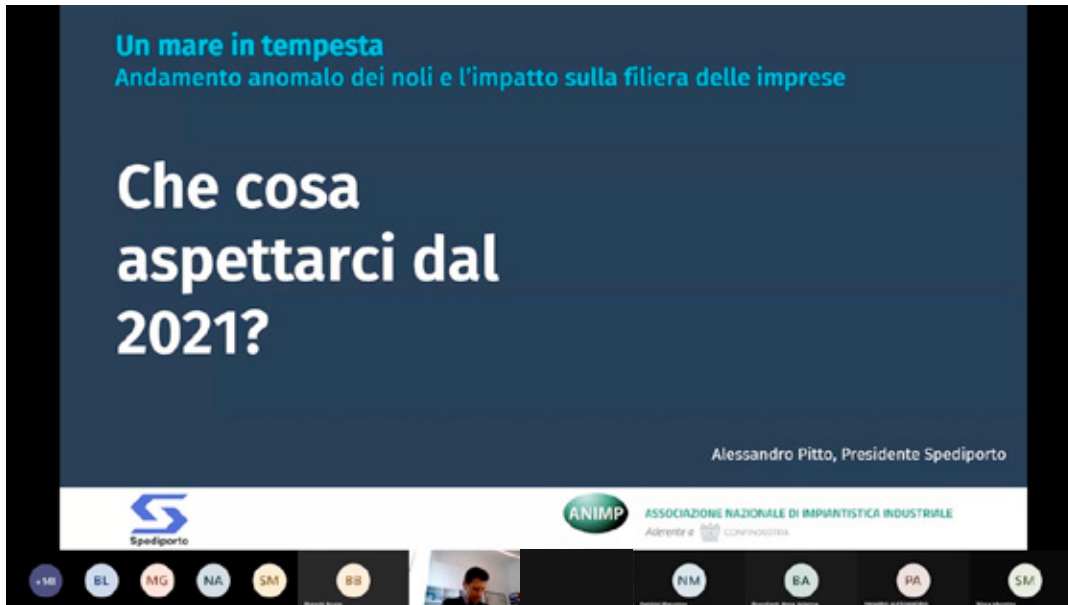 Un mare in tempesta
Andamento anomalo dei noli e l'impatto sulla filiera delle imprese
Che cosa
aspettarci dal
2021?
Alessandro Pitto, Presidente Spediporto
Spediporto
ANIMP
ASSOCIAZIONE NAZIONALE DI IMPIANTISTICA INDUSTRIALE
Aderente a CONFINDUSTRIA
BL MG NA SM BB NM BA PA SM